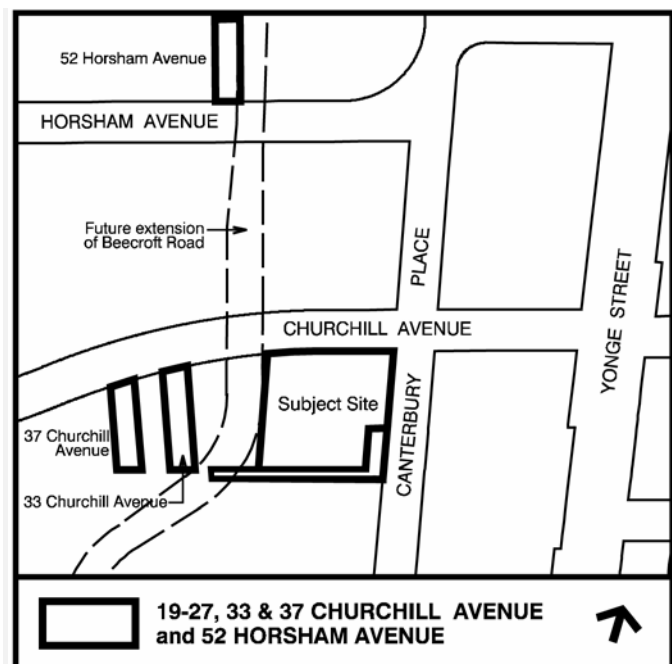 52 Horsham Avenue
HORSHAM AVENUE
Future extension
of Beecroft Road
PLACE
YONGE STREET
CHURCHILL AVENUE
Subject Site
CANTERBURY
37 Churchill
Avenue
33 Churchill Avenue
19-27, 33 & 37 CHURCHILL AVENUE
and 52 HORSHAM AVENUE